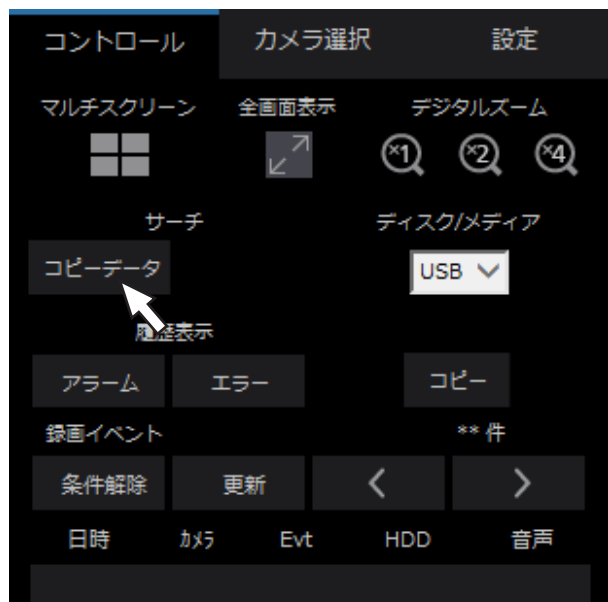 コントロール カメラ選択 設定
マルチスクリーン 全画面表示 デジタルズーム
×1 ×2 ×4
サーチ ディスク/メディア
コピーデータ USB
履歴表示
アラーム エラー コピー
録画イベント ** 件
条件解除 更新 < >
日時 ｶﾒﾗ Evt HDD 音声